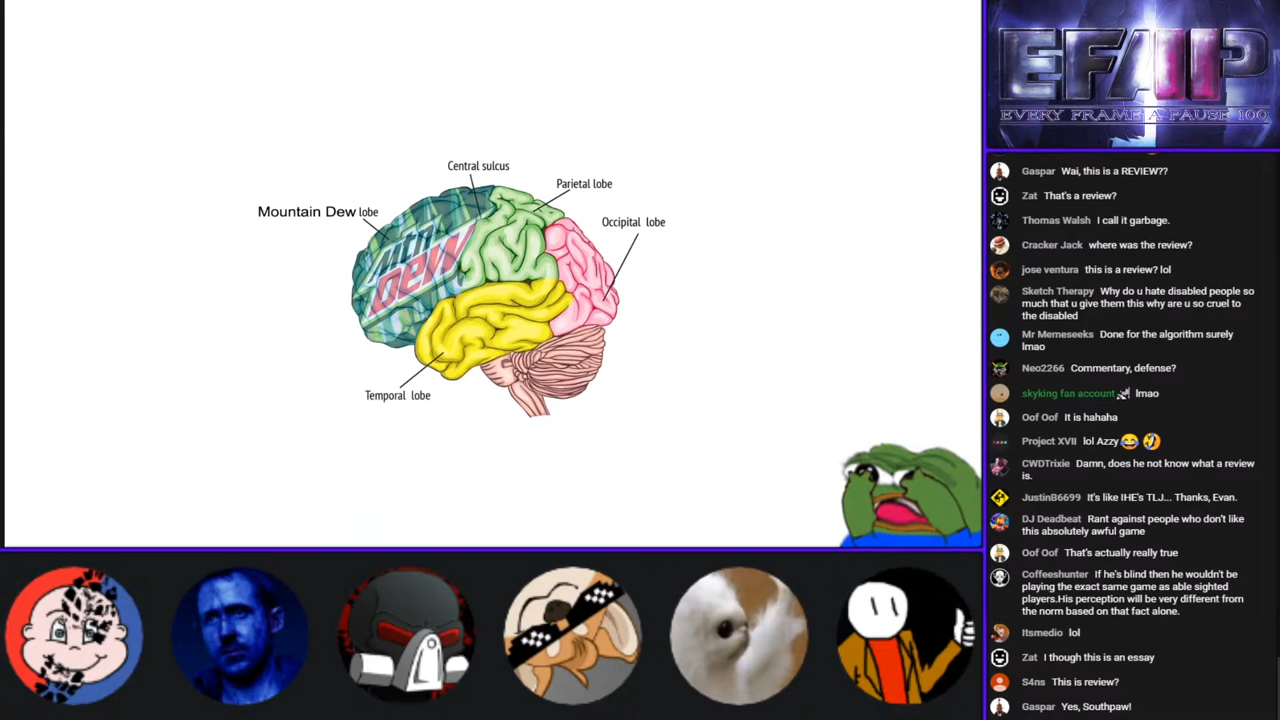 Central sulcus
Parietal lobe
Mountain Dew lobe
Occipital lobe
Mtn
DEW
Temporal lobe
EFAP
EVERY FRAME A PAUSE 100
Gaspar Wai, this is a REVIEW??
Zat That's a review?
Thomas Walsh I call it garbage.
Cracker Jack where was the review?
jose ventura this is a review? lol
Sketch Therapy Why do u hate disabled people so
much that u give them this why are u so cruel to
the disabled
Mr Memeseeks Done for the algorithm surely
lmao
Neo2266 Commentary, defense?
skyking fan account lmao
Oof Oof It is hahaha
Project XVII lol Azzy 😂 🤣
CWDTrixie Damn, does he not know what a review
is.
JustinB6699 It's like IHE's TLJ... Thanks, Evan.
DJ Deadbeat Rant against people who don't like
this absolutely awful game
Oof Oof That's actually really true
Coffeeshunter If he's blind then he wouldn't be
playing the exact same game as able sighted
players.His perception will be very different from
the norm based on that fact alone.
Itsmedio lol
Zat I though this is an essay
S4ns This is review?
Gaspar Yes, Southpaw!